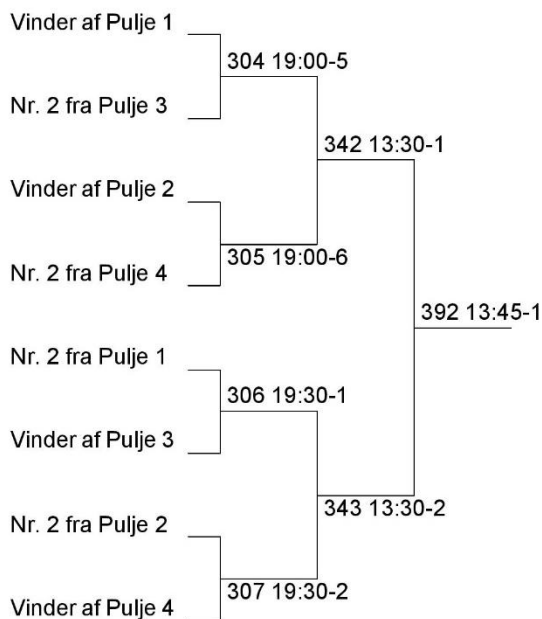 Vinder af Pulje 1
304 19:00-5
Nr. 2 fra Pulje 3
342 13:30-1
Vinder af Pulje 2
305 19:00-6
Nr. 2 fra Pulje 4
392 13:45-1
Nr. 2 fra Pulje 1
306 19:30-1
Vinder af Pulje 3
343 13:30-2
Nr. 2 fra Pulje 2
307 19:30-2
Vinder af Pulje 4